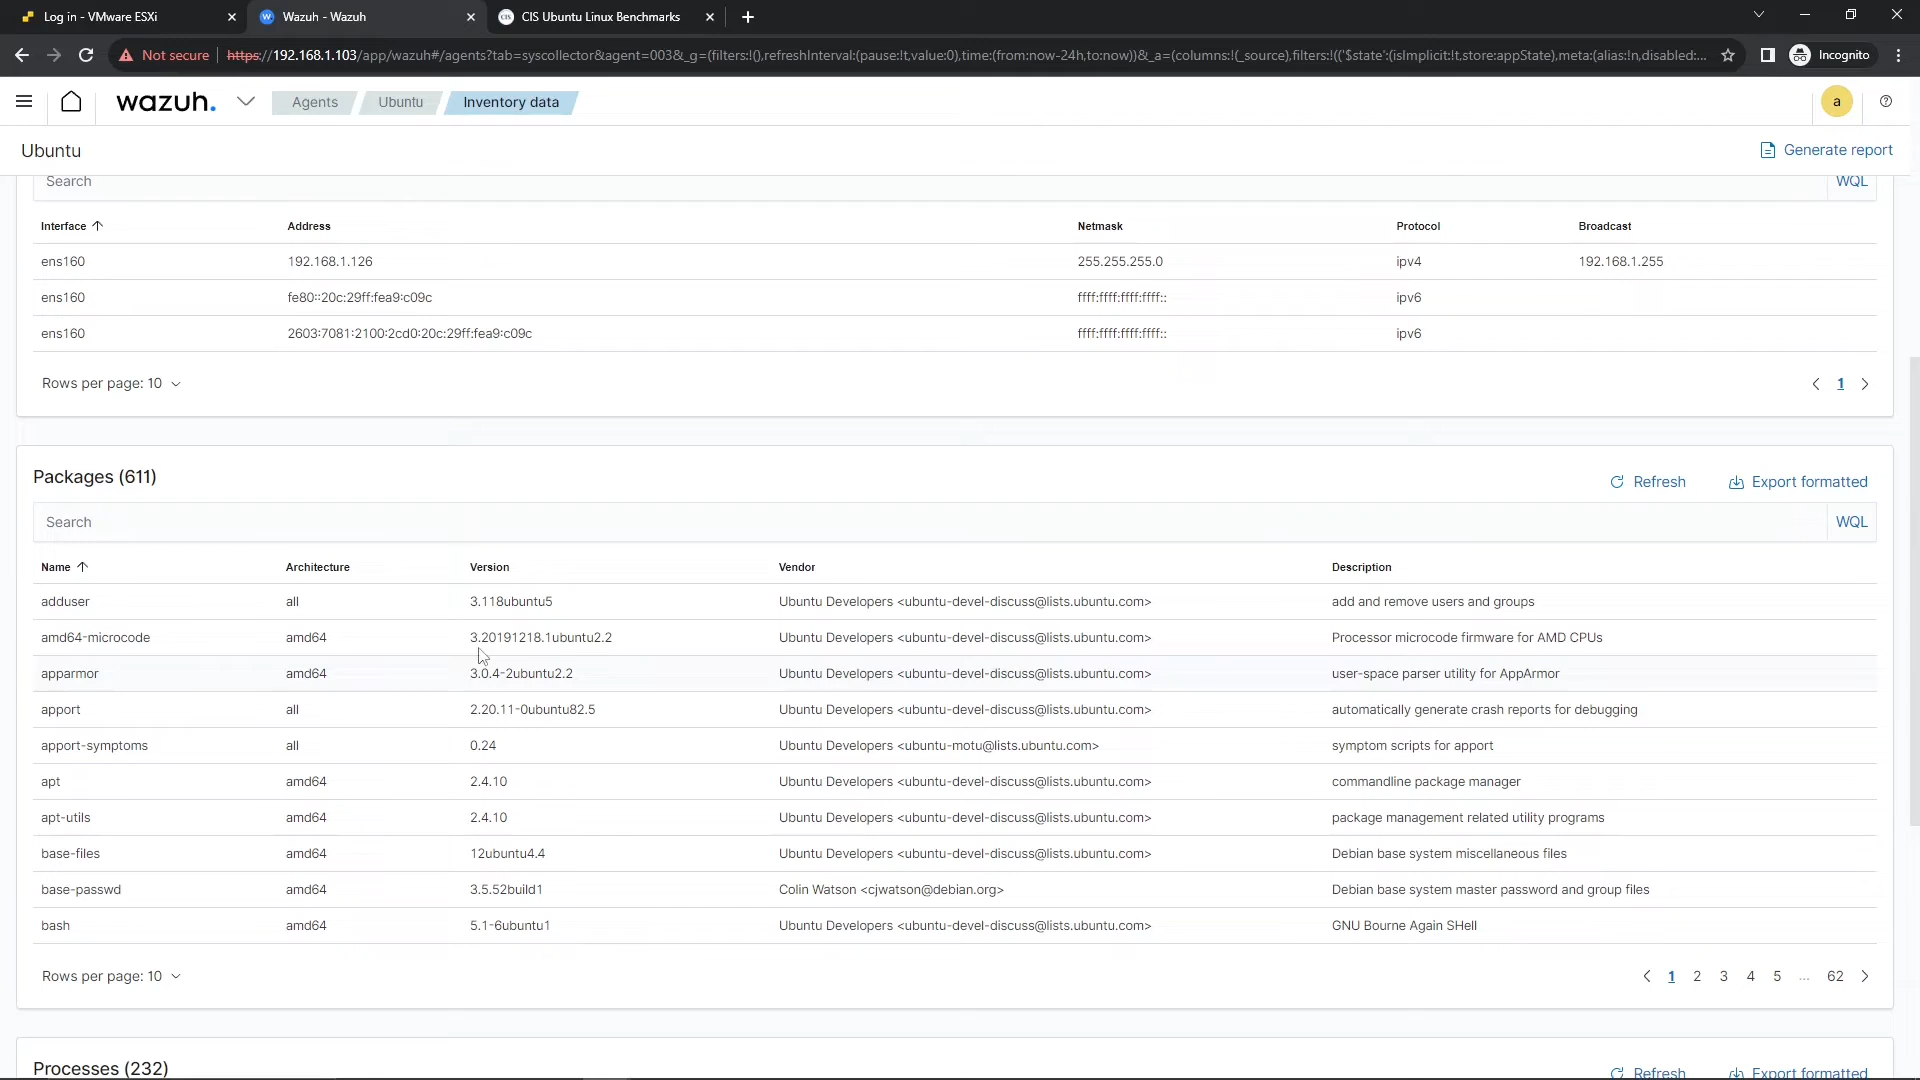 Log in - VMware ESXi
Wazuh - Wazuh
CIS Ubuntu Linux Benchmarks
Not secure
https://192.168.1.103/app/wazuh#/agents?tab=syscollector&agent=003&_g=(filters:!(),refreshInterval:(pause:!t,value:0),time:(from:now-24h,to:now))&_a=(columns:!(_source),filters:!(('$state':(isImplicit:!t,store:appState),meta:(alias:!n,disabled:...
Incognito
wazuh.
Agents
Ubuntu
Inventory data
a
Ubuntu
Generate report
Search
WQL
Interface Address Netmask Protocol Broadcast
ens160 192.168.1.126 255.255.255.0 ipv4 192.168.1.255
ens160 fe80::20c:29ff:fea9:c09c ffff:ffff:ffff:ffff:: ipv6
ens160 2603:7081:2100:2cd0:20c:29ff:fea9:c09c ffff:ffff:ffff:ffff:: ipv6
Rows per page: 10
1
Packages (611)
Refresh
Export formatted
Search
WQL
Name Architecture Version Vendor Description
adduser all 3.118ubuntu5 Ubuntu Developers <ubuntu-devel-discuss@lists.ubuntu.com> add and remove users and groups
amd64-microcode amd64 3.20191218.1ubuntu2.2 Ubuntu Developers <ubuntu-devel-discuss@lists.ubuntu.com> Processor microcode firmware for AMD CPUs
apparmor amd64 3.0.4-2ubuntu2.2 Ubuntu Developers <ubuntu-devel-discuss@lists.ubuntu.com> user-space parser utility for AppArmor
apport all 2.20.11-0ubuntu82.5 Ubuntu Developers <ubuntu-devel-discuss@lists.ubuntu.com> automatically generate crash reports for debugging
apport-symptoms all 0.24 Ubuntu Developers <ubuntu-motu@lists.ubuntu.com> symptom scripts for apport
apt amd64 2.4.10 Ubuntu Developers <ubuntu-devel-discuss@lists.ubuntu.com> commandline package manager
apt-utils amd64 2.4.10 Ubuntu Developers <ubuntu-devel-discuss@lists.ubuntu.com> package management related utility programs
base-files amd64 12ubuntu4.4 Ubuntu Developers <ubuntu-devel-discuss@lists.ubuntu.com> Debian base system miscellaneous files
base-passwd amd64 3.5.52build1 Colin Watson <cjwatson@debian.org> Debian base system master password and group files
bash amd64 5.1-6ubuntu1 Ubuntu Developers <ubuntu-devel-discuss@lists.ubuntu.com> GNU Bourne Again SHell
Rows per page: 10
1 2 3 4 5 ... 62
Processes (232)
Refresh
Export formatted